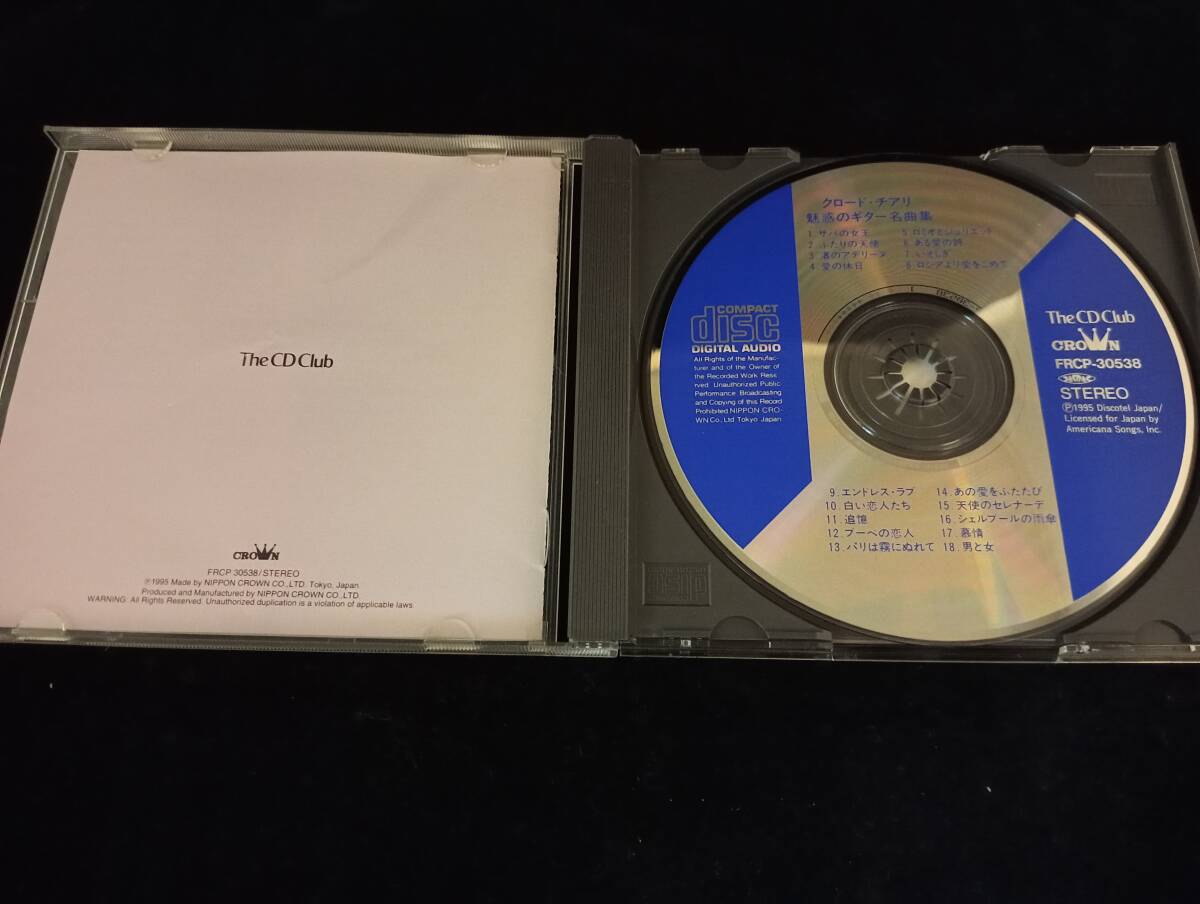 The CD Club
CROWN
FRCP 30538/STEREO
℗1995 Made by NIPPON CROWN CO.,LTD. Tokyo, Japan.
Produced and Manufactured by NIPPON CROWN CO.,LTD.
WARNING: All Rights Reserved. Unauthorized duplication is a violation of applicable laws.
クロード・チアリ
魅惑のギター名曲集
1. サバの女王
2. ふたりの天使
3. 渚のアデリーヌ
4. 愛の休日
5. ロミオとジュリエット
6. ある愛の詩
7. いそしぎ
8. ロシアより愛をこめて
COMPACT
disc
DIGITAL AUDIO
All Rights of the Manufac-
turer and of the Owner of
the Recorded Work Rese
rved. Unauthorized Public
Performance Broadcasting
and Copying of this Record
Prohibited NIPPON CRO-
WN Co., Ltd Tokyo Japan
The CD Club
CROWN
FRCP-30538
STEREO
℗1995 Discotel Japan/
Licensed for Japan by
Americana Songs, Inc.
9. エンドレス・ラブ
10. 白い恋人たち
11. 追憶
12. ブーベの恋人
13. パリは霧にぬれて
14. あの愛をふたたび
15. 天使のセレナーデ
16. シェルブールの雨傘
17. 慕情
18. 男と女